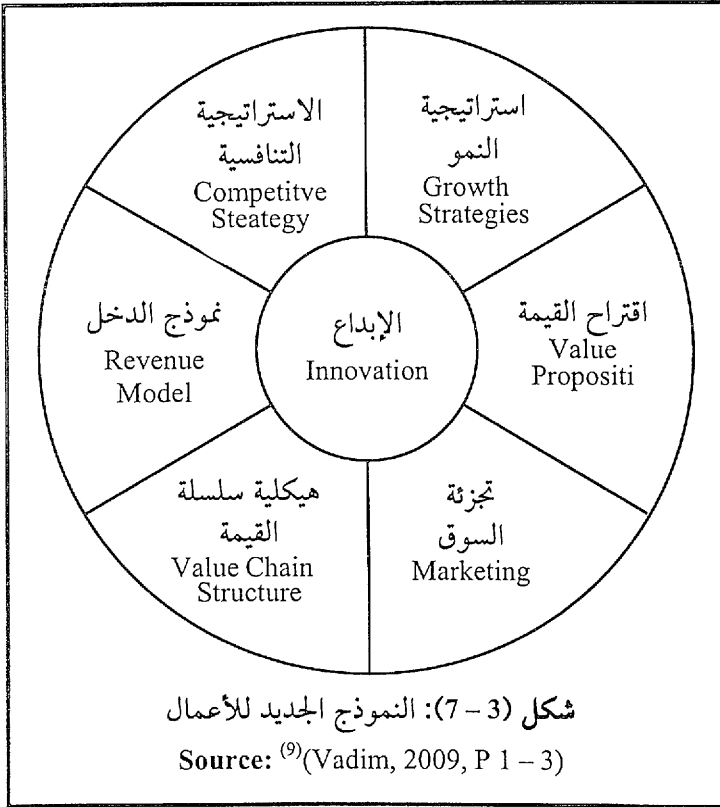 الاستراتيجية
التنافسية
Competitve
Steategy
استراتيجية
النمو
Growth
Strategies
نموذج الدخل
Revenue
Model
الإبداع
Innovation
اقتراح القيمة
Value
Propositi
هيكلية سلسلة
القيمة
Value Chain
Structure
تجزئة
السوق
Marketing
شكل (3 – 7): النموذج الجديد للأعمال
Source: (9)(Vadim, 2009, P 1 – 3)